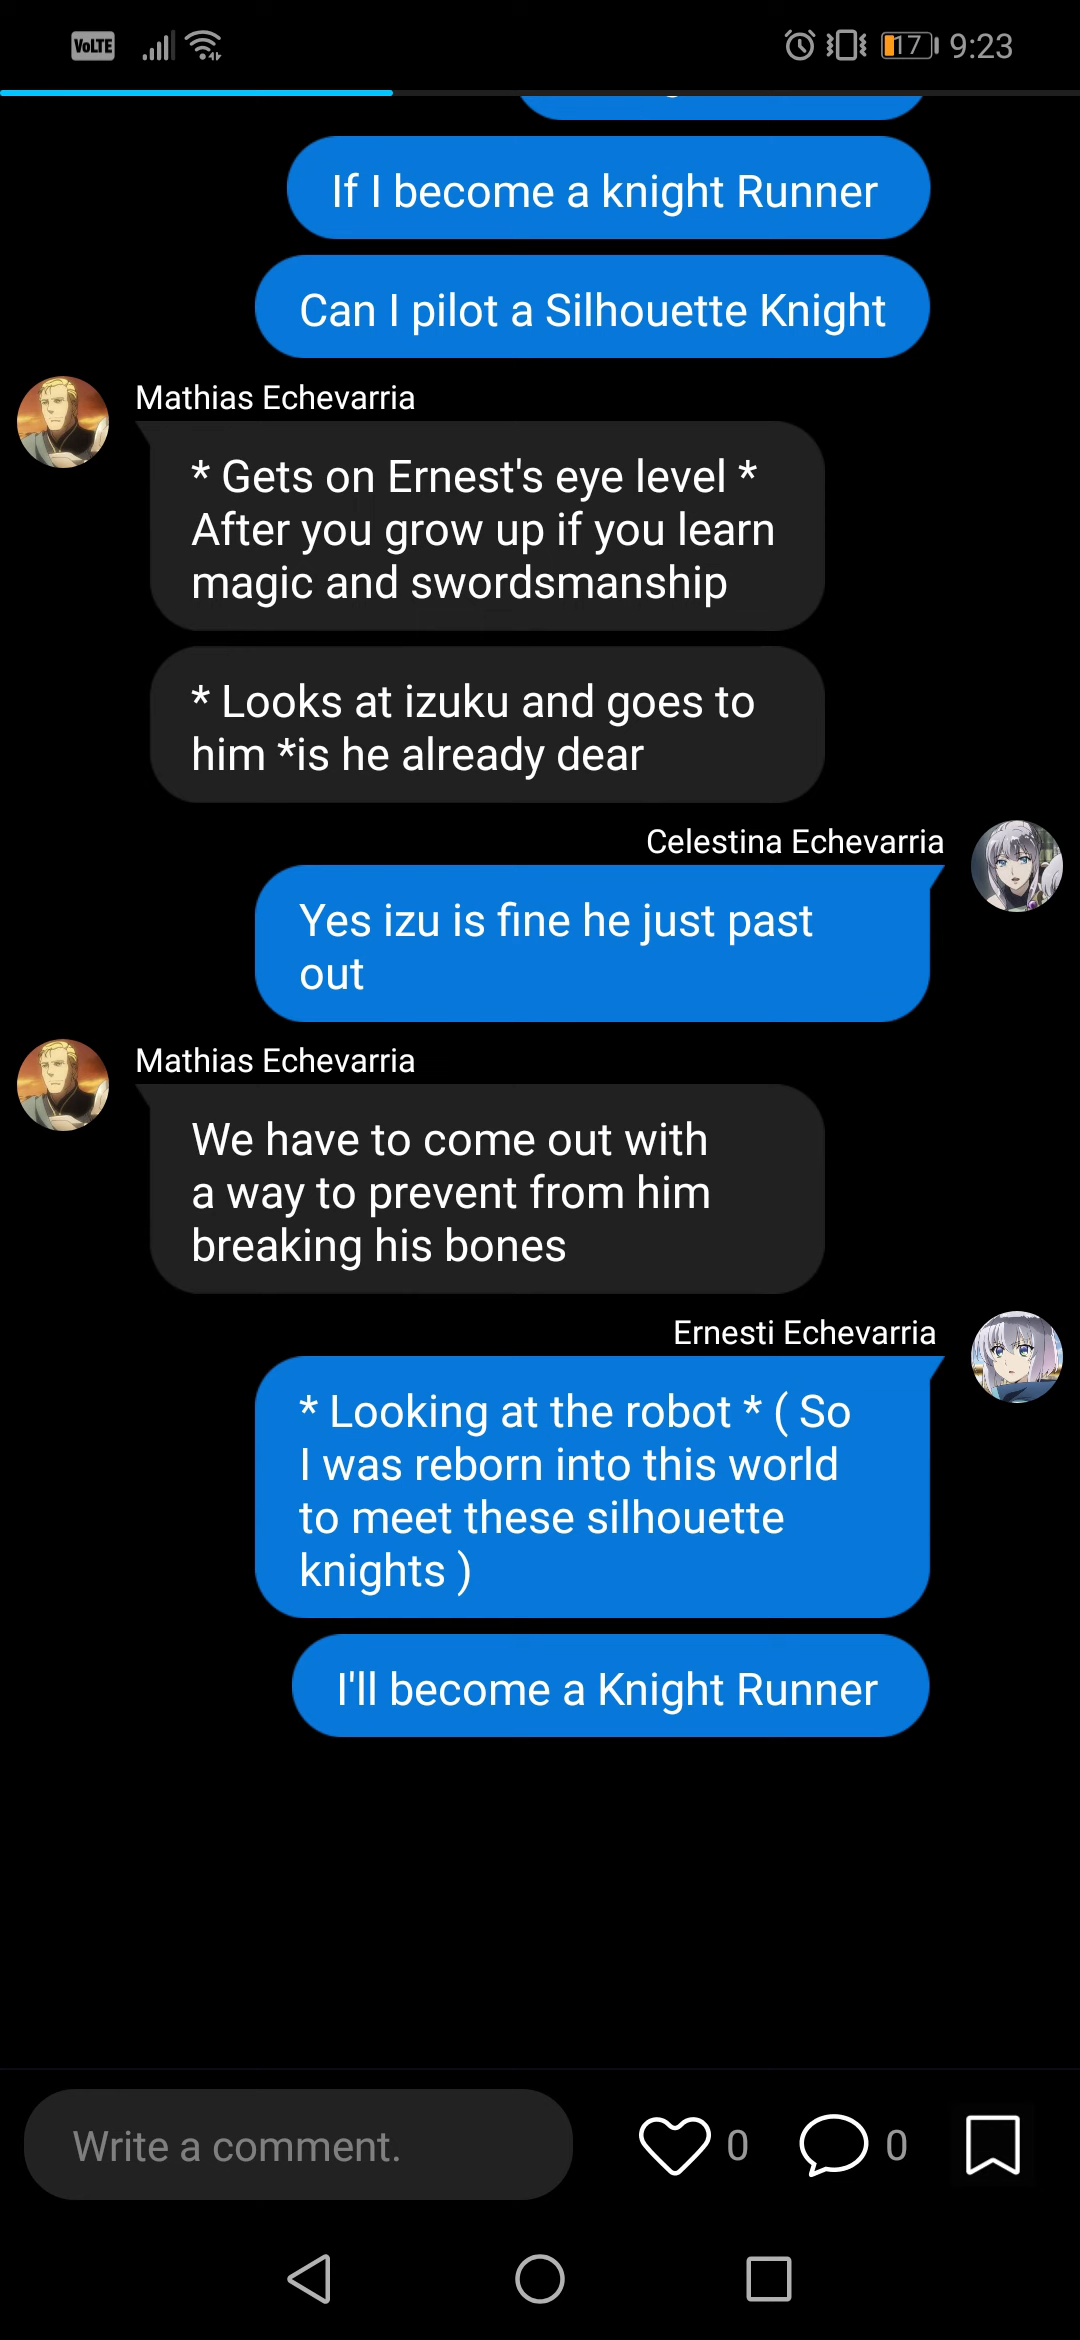 VoLTE
17
9:23
If I become a knight Runner
Can I pilot a Silhouette Knight
Mathias Echevarria
* Gets on Ernest's eye level *
After you grow up if you learn
magic and swordsmanship
* Looks at izuku and goes to
him *is he already dear
Celestina Echevarria
Yes izu is fine he just past
out
Mathias Echevarria
We have to come out with
a way to prevent from him
breaking his bones
Ernesti Echevarria
* Looking at the robot * ( So
I was reborn into this world
to meet these silhouette
knights )
I'll become a Knight Runner
Write a comment.
0
0